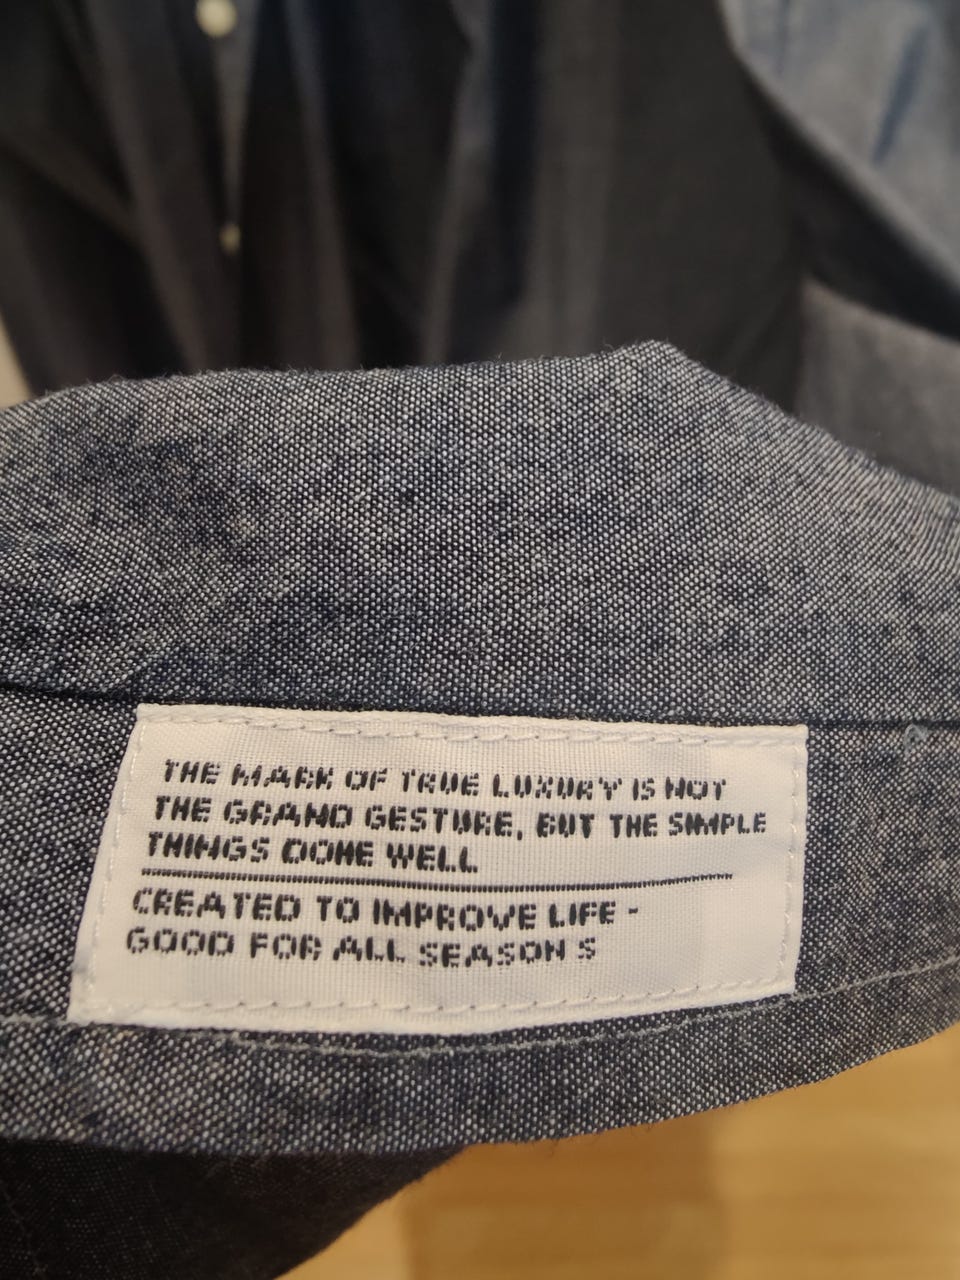 THE MARK OF TRUE LUXURY IS NOT
THE GRAND GESTURE, BUT THE SIMPLE
THINGS DONE WELL
CREATED TO IMPROVE LIFE -
GOOD FOR ALL SEASONS